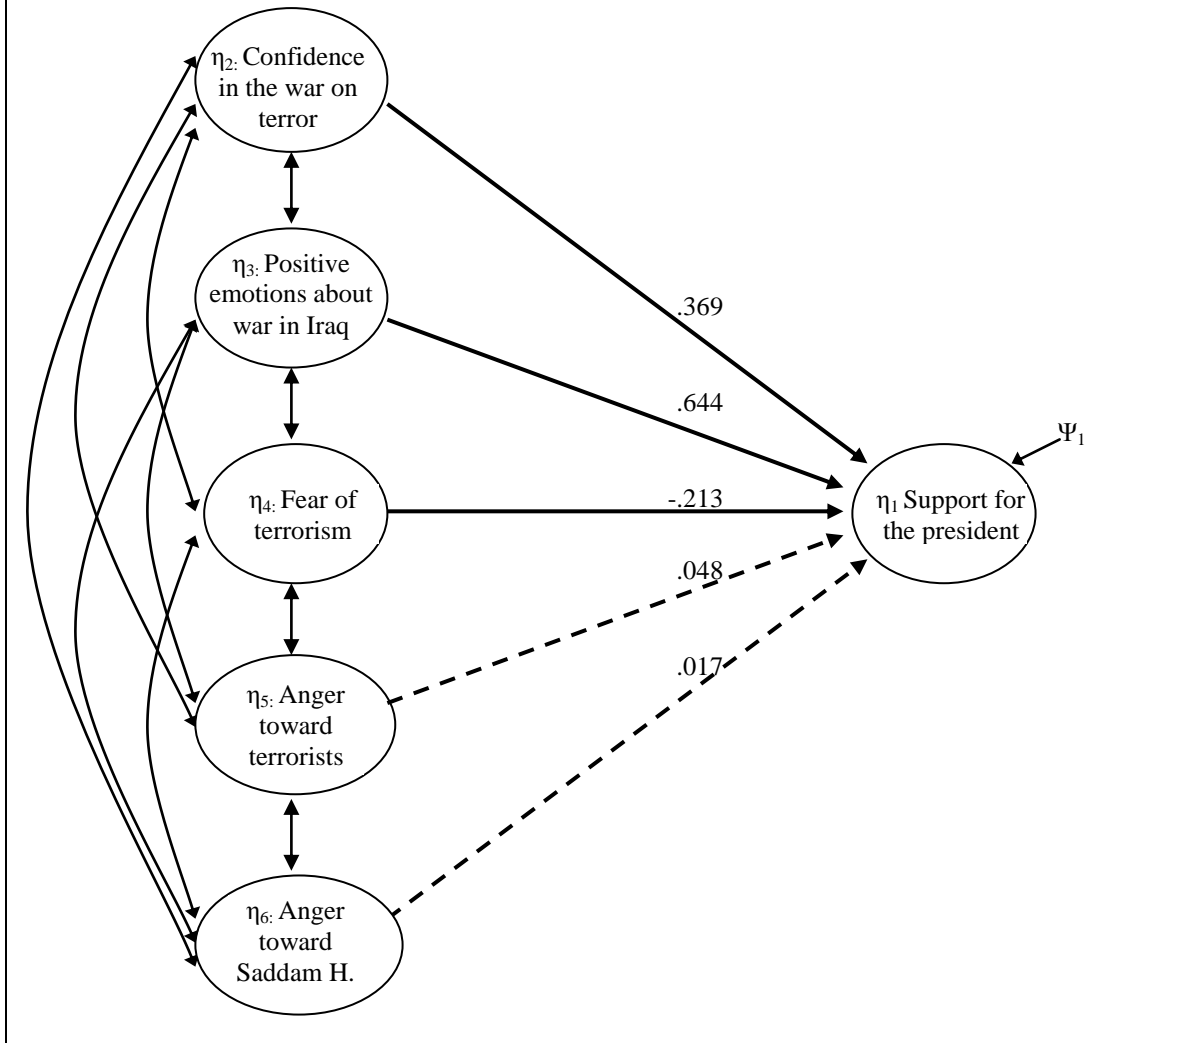 η2: Confidence
in the war on
terror
η3: Positive
emotions about
war in Iraq
.369
.644
Ψ1
η4: Fear of
terrorism
-.213
η1 Support for
the president
.048
.017
η5: Anger
toward
terrorists
η6: Anger
toward
Saddam H.